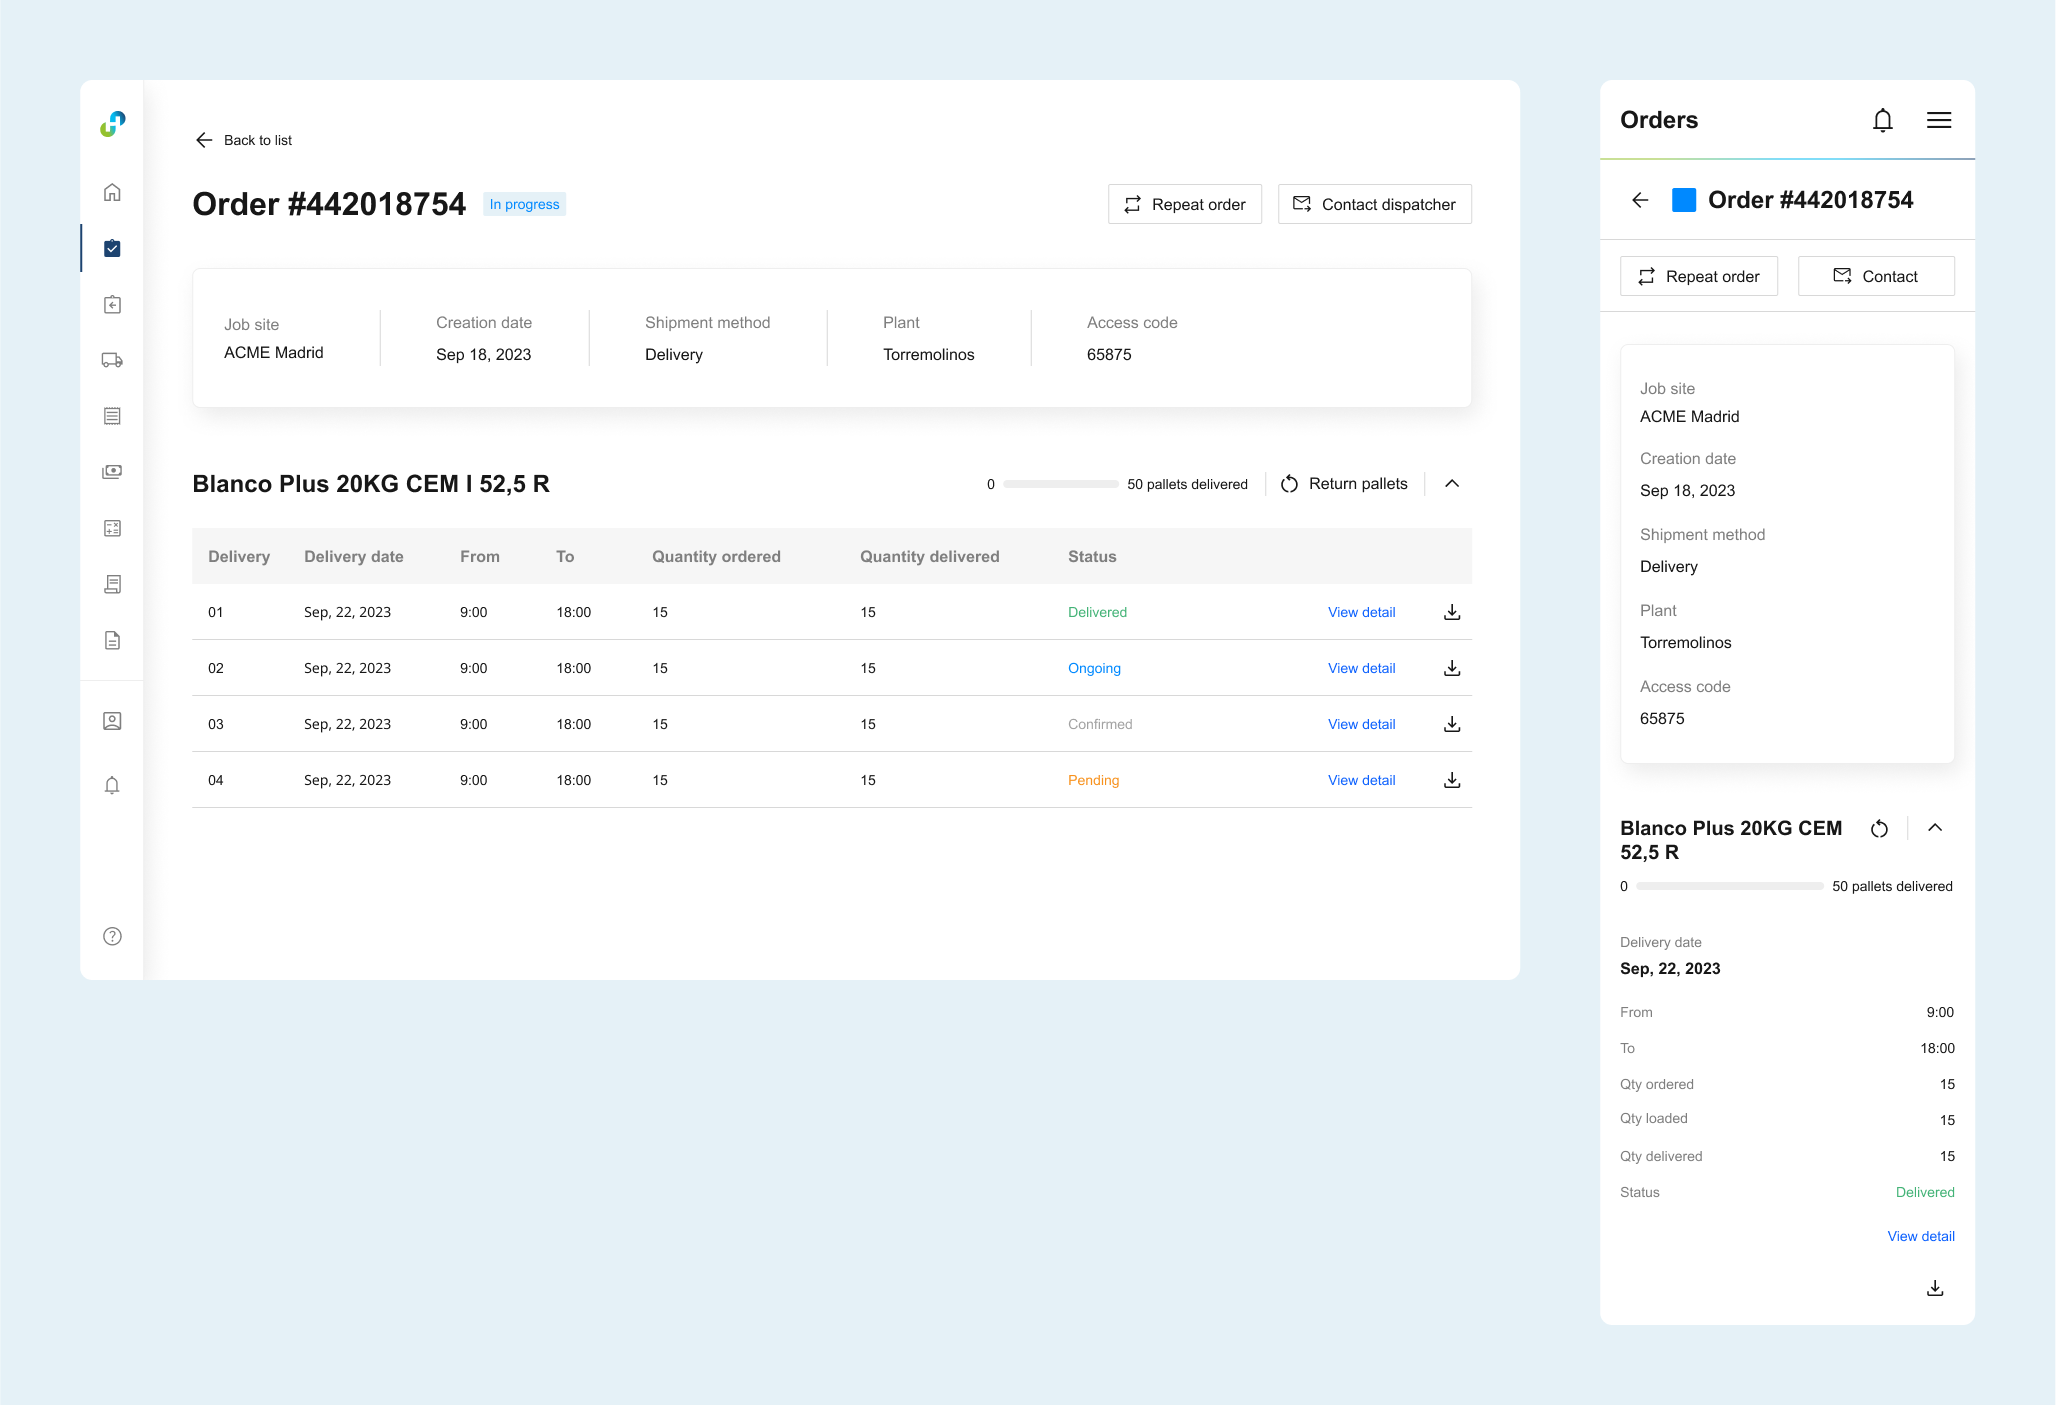 Back to list
Order #442018754 In progress Repeat order Contact dispatcher
Job site Creation date Shipment method Plant Access code
ACME Madrid Sep 18, 2023 Delivery Torremolinos 65875
Blanco Plus 20KG CEM I 52,5 R 0 50 pallets delivered Return pallets
Delivery Delivery date From To Quantity ordered Quantity delivered Status
01 Sep, 22, 2023 9:00 18:00 15 15 Delivered View detail
02 Sep, 22, 2023 9:00 18:00 15 15 Ongoing View detail
03 Sep, 22, 2023 9:00 18:00 15 15 Confirmed View detail
04 Sep, 22, 2023 9:00 18:00 15 15 Pending View detail
Orders
Order #442018754
Repeat order Contact
Job site
ACME Madrid
Creation date
Sep 18, 2023
Shipment method
Delivery
Plant
Torremolinos
Access code
65875
Blanco Plus 20KG CEM
52,5 R
0 50 pallets delivered
Delivery date
Sep, 22, 2023
From 9:00
To 18:00
Qty ordered 15
Qty loaded 15
Qty delivered 15
Status Delivered
View detail